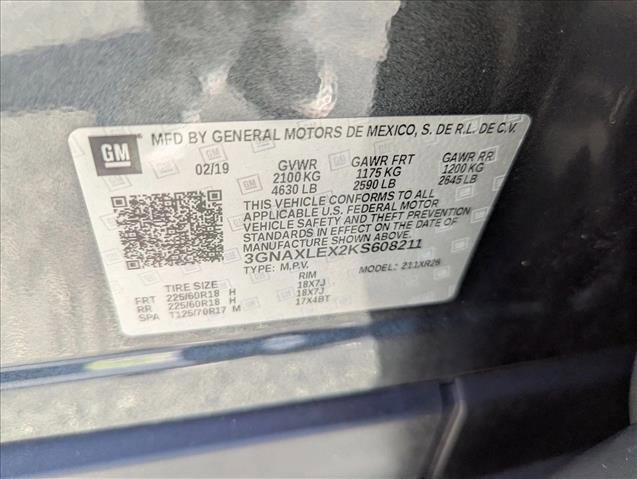 GM MFD BY GENERAL MOTORS DE MEXICO, S. DE R.L. DE C.V.
02/19 GVWR GAWR FRT GAWR RR
2100 KG 1175 KG 1200 KG
4630 LB 2590 LB 2645 LB
THIS VEHICLE CONFORMS TO ALL
APPLICABLE U.S. FEDERAL MOTOR
VEHICLE SAFETY AND THEFT PREVENTION
STANDARDS IN EFFECT ON THE DATE OF
MANUFACTURE SHOWN ABOVE.
3GNAXLEX2KS608211
TYPE: M.P.V. MODEL: 211XR26
TIRE SIZE RIM
FRT 225/60R18 H 18X7J
RR 225/60R18 H 18X7J
SPA T125/70R17 M 17X4BT